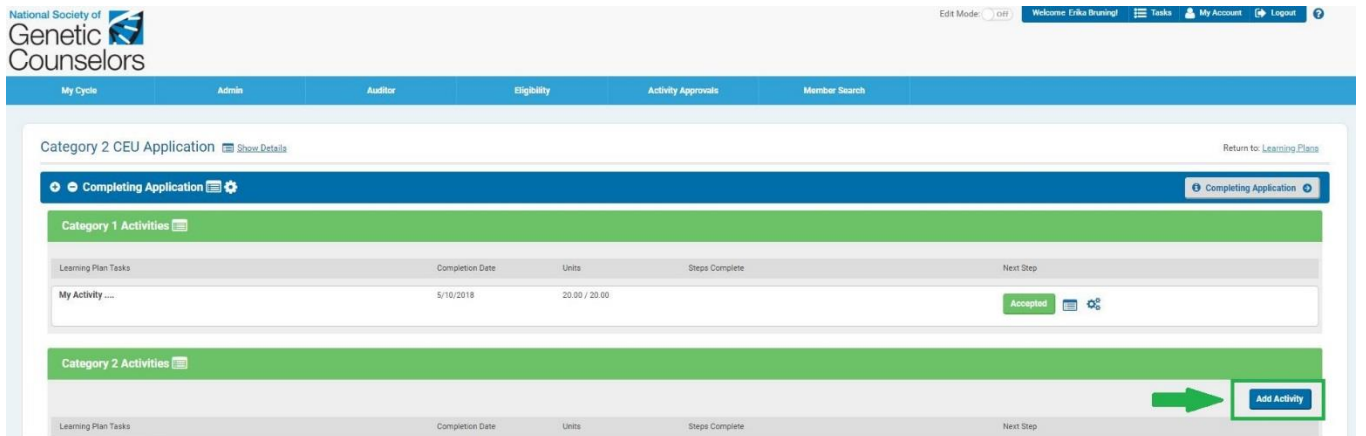 National Society of
Genetic
Counselors
Edit Mode: Off Welcome Erika Bruning! Tasks My Account Logout ?
My Cycle Admin Auditor Eligibility Activity Approvals Member Search
Category 2 CEU Application Show Details Return to: Learning Plans
Completing Application Completing Application
Category 1 Activities
Learning Plan Tasks Completion Date Units Steps Complete Next Step
My Activity .... 5/10/2018 20.00 / 20.00 Accepted
Category 2 Activities
Add Activity
Learning Plan Tasks Completion Date Units Steps Complete Next Step